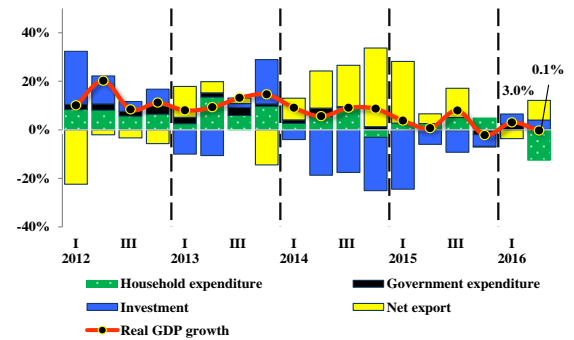 40%
20%
0%
-20%
-40%
3.0%
0.1%
I III I III I III I III I
2012 2013 2014 2015 2016
Household expenditure Government expenditure
Investment Net export
Real GDP growth